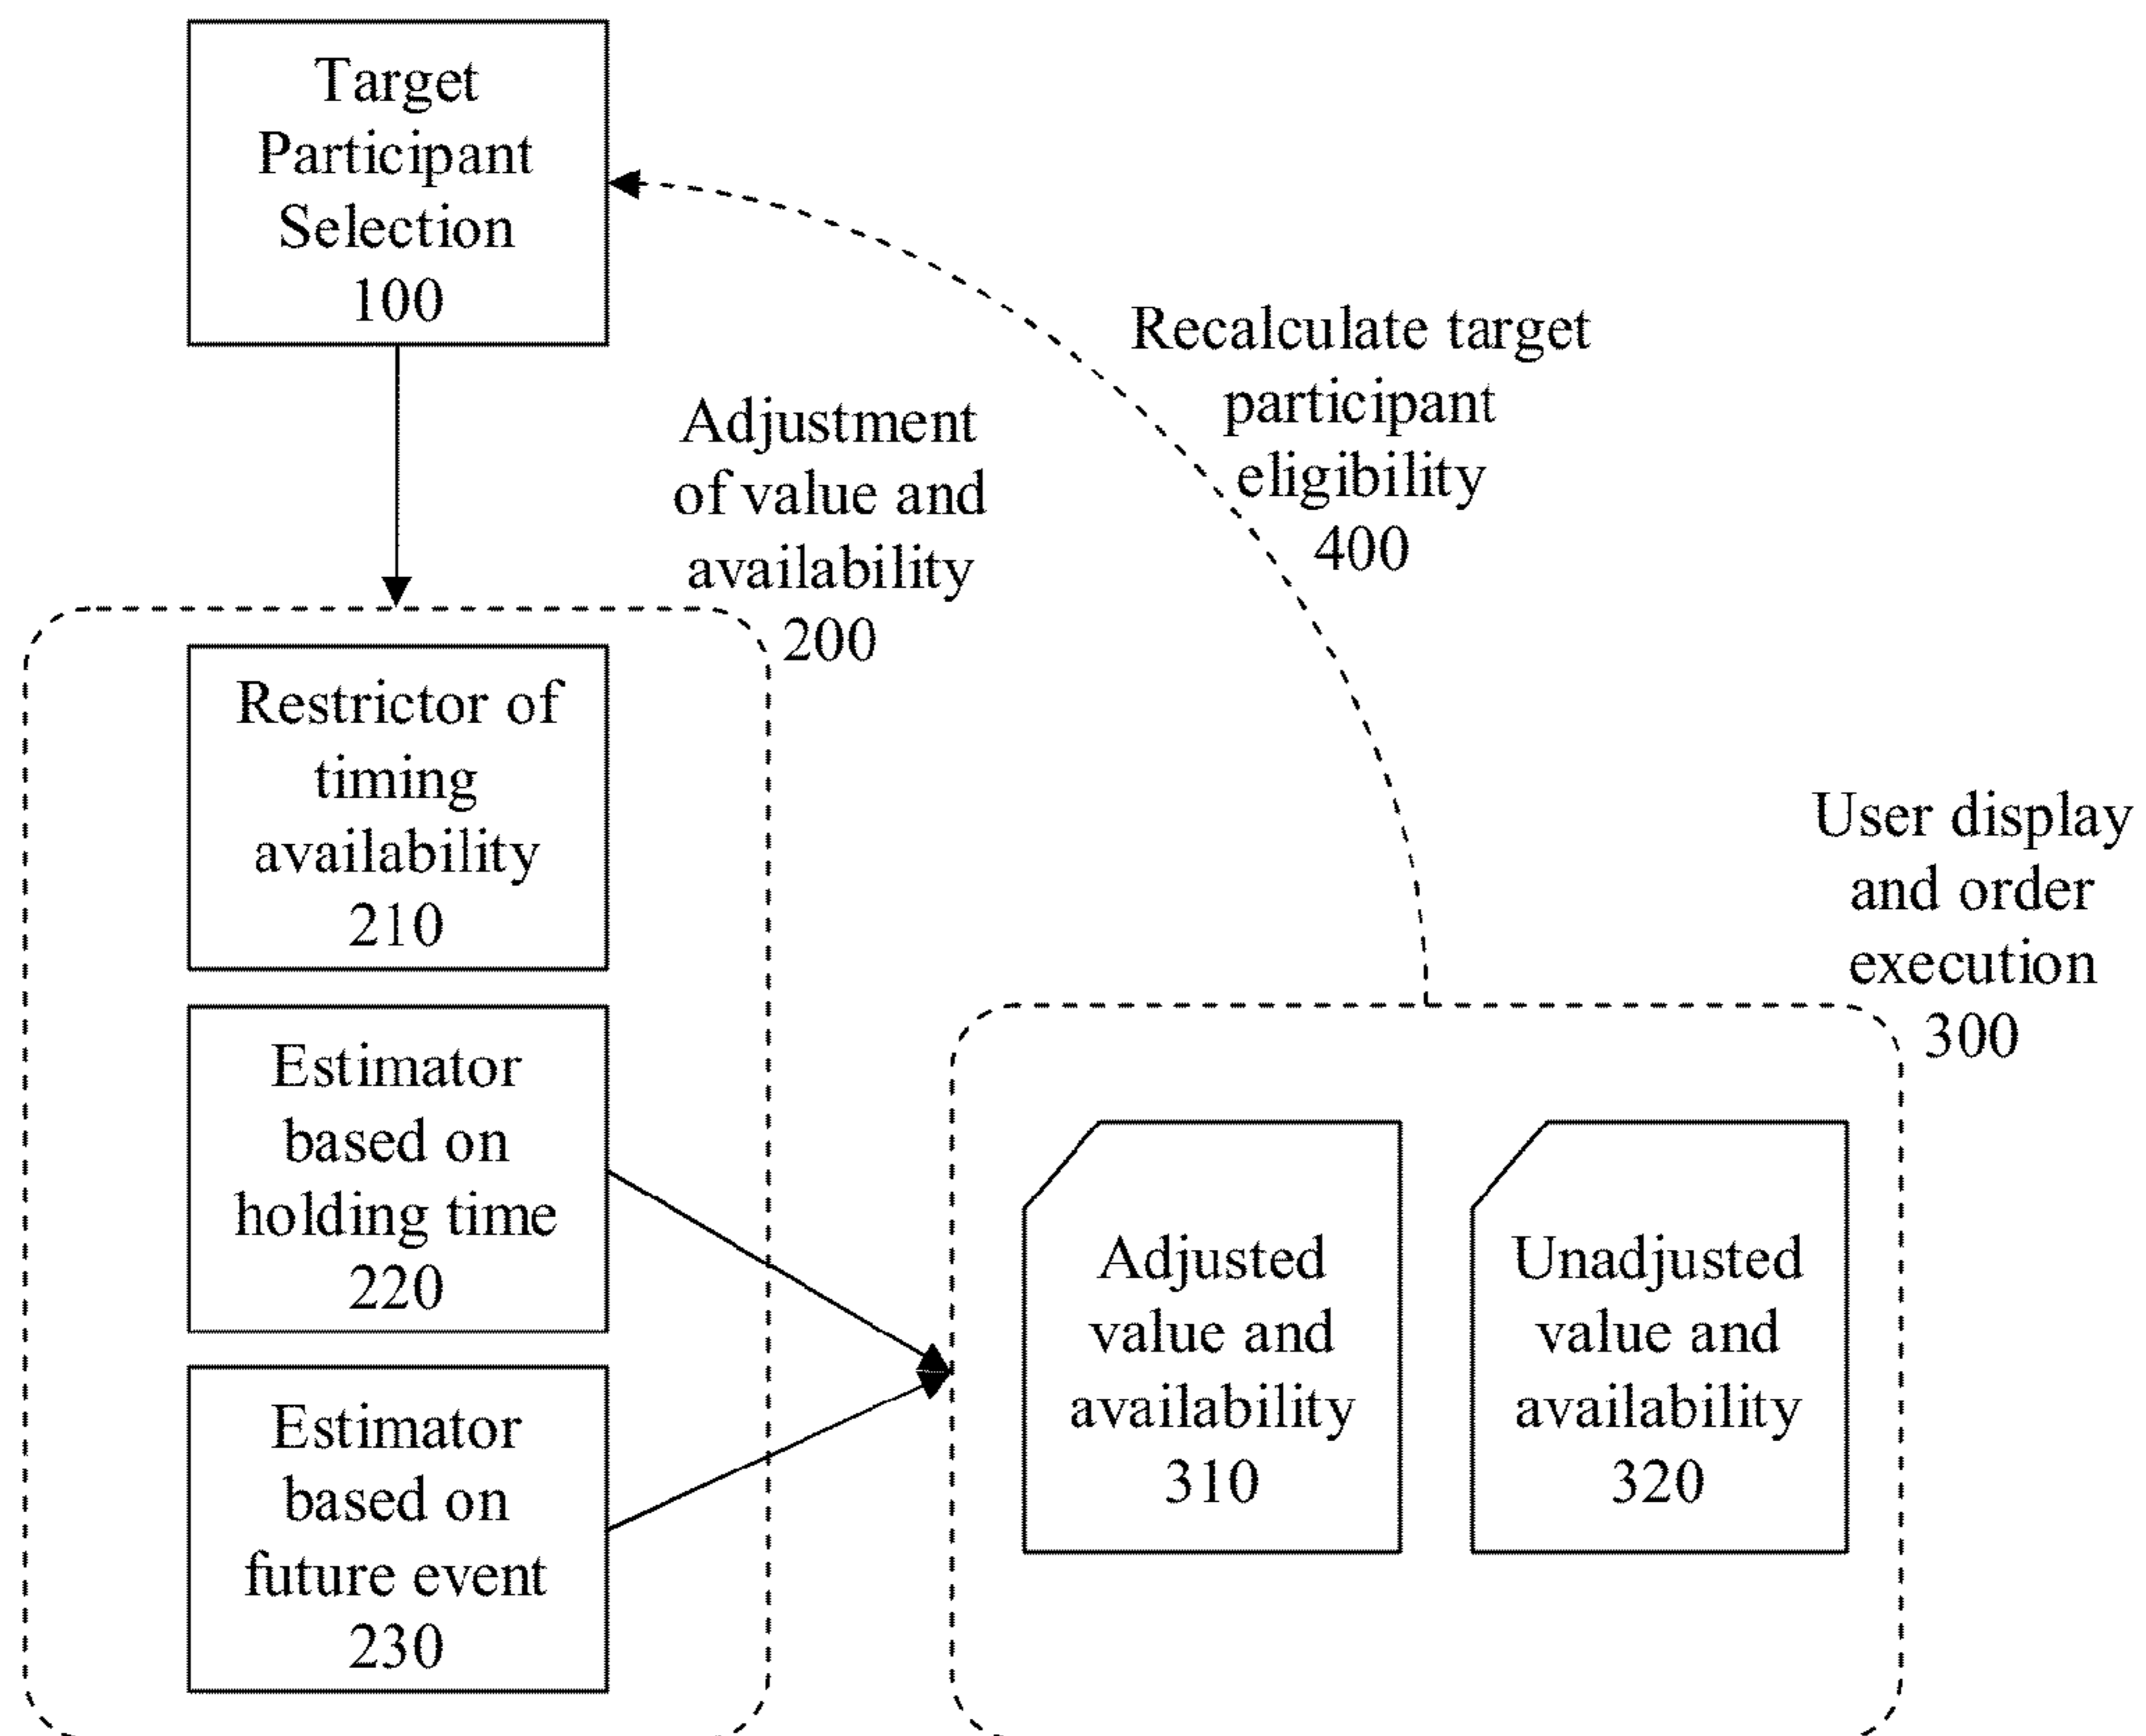 Target
Participant
Selection
100
Adjustment
of value and
availability
200
Recalculate target
participant
eligibility
400
Restrictor of
timing
availability
210
Estimator
based on
holding time
220
Estimator
based on
future event
230
User display
and order
execution
300
Adjusted
value and
availability
310
Unadjusted
value and
availability
320